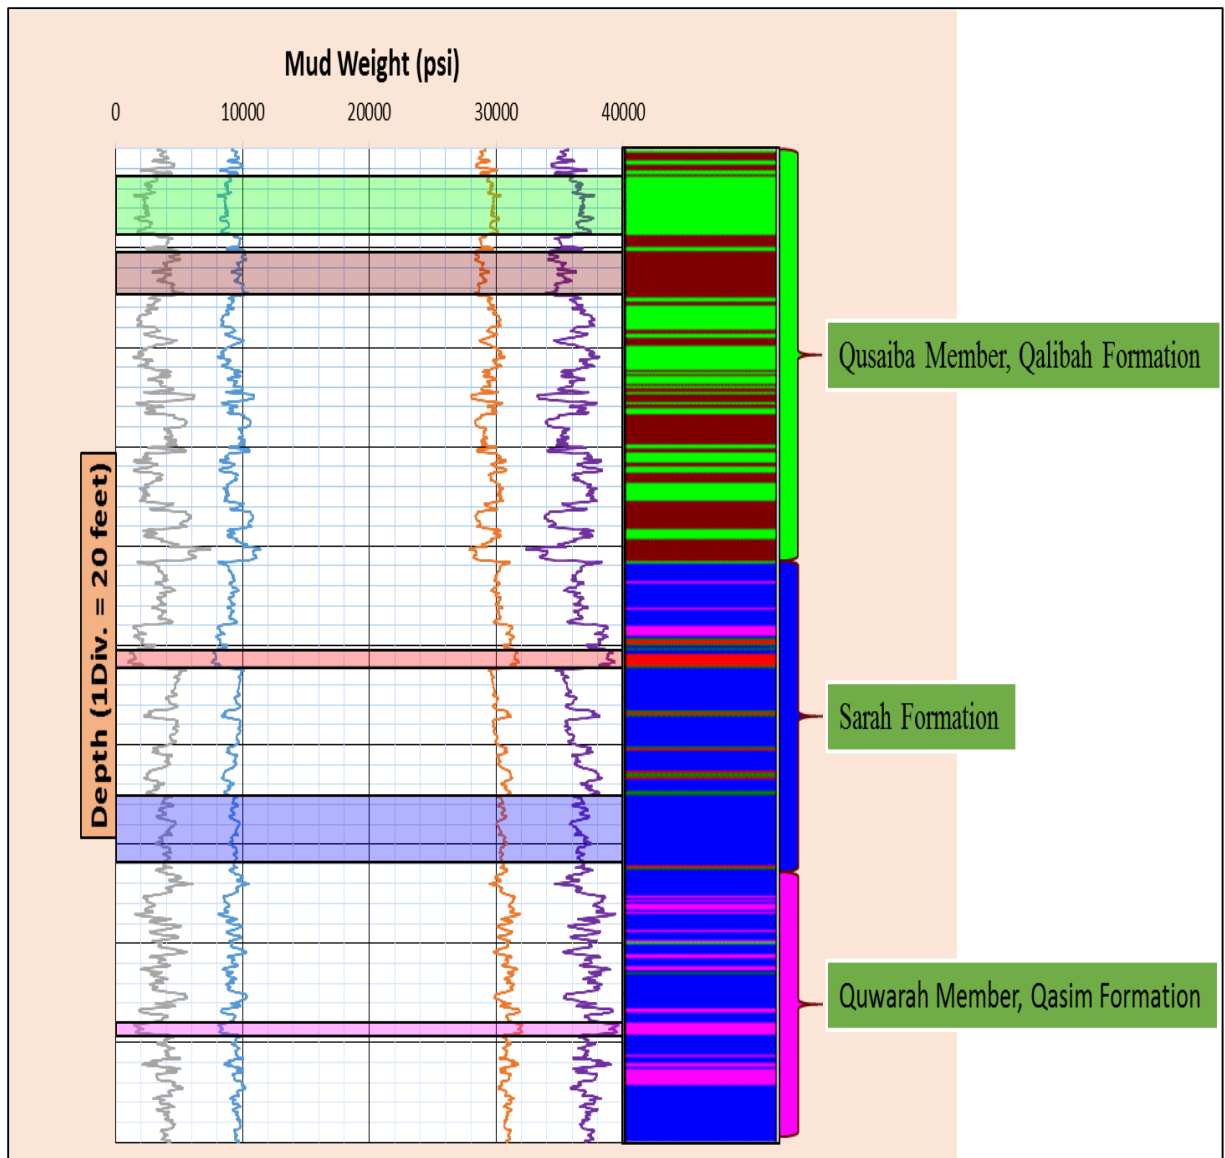 Mud Weight (psi)
0 10000 20000 30000 40000
Qusaiba Member, Qalibah Formation
Depth (1Div. = 20 feet)
Sarah Formation
Quwarah Member, Qasim Formation